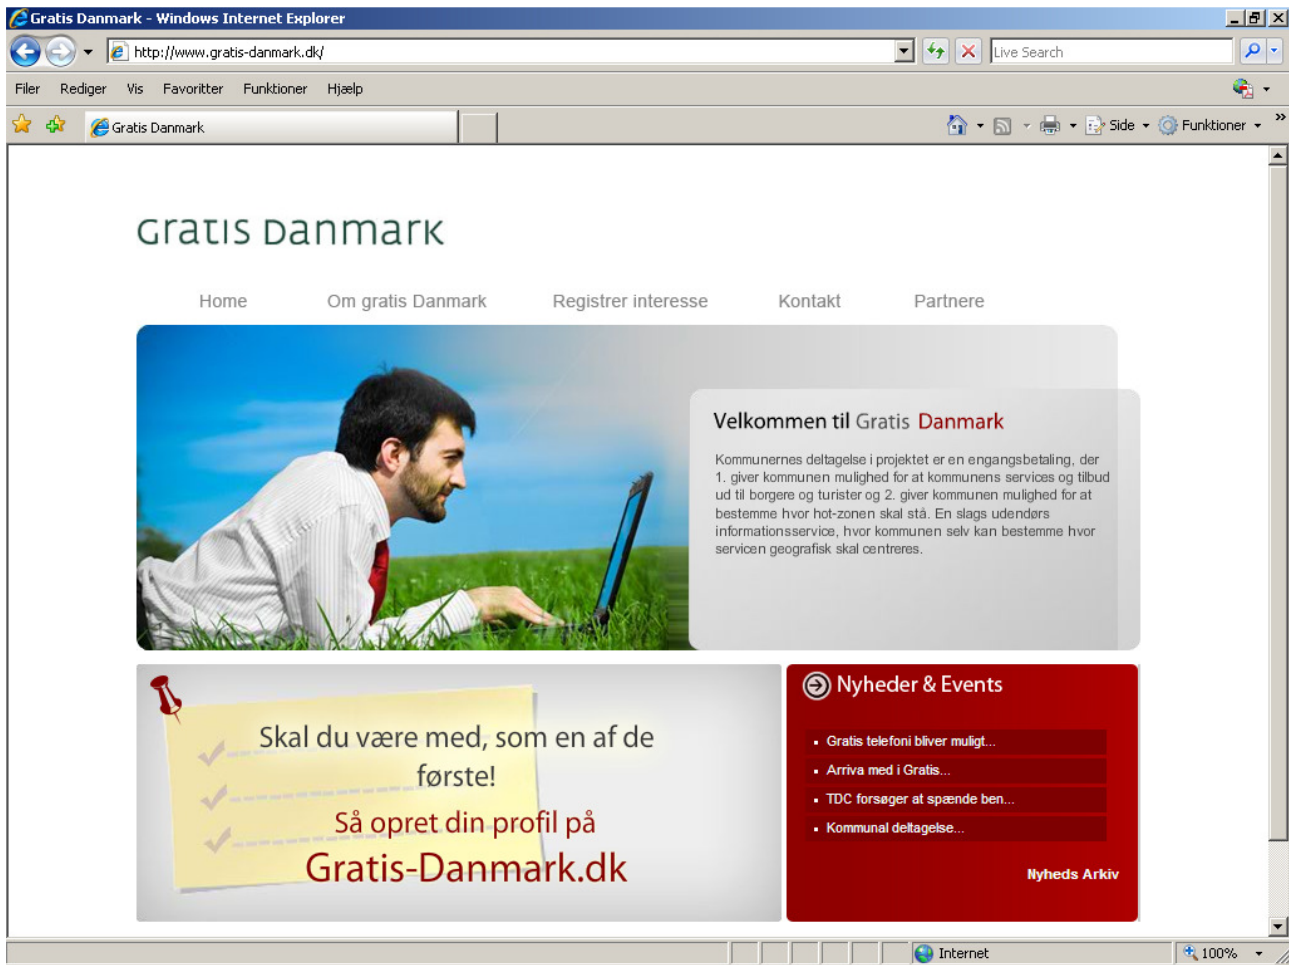 Gratis Danmark - Windows Internet Explorer
http://www.gratis-danmark.dk/
Live Search
Filer Rediger Vis Favoritter Funktioner Hjælp
Gratis Danmark
Side Funktioner »
Gratis Danmark
Home Om gratis Danmark Registrer interesse Kontakt Partnere
Velkommen til Gratis Danmark
Kommunernes deltagelse i projektet er en engangsbetaling, der
1. giver kommunen mulighed for at kommunens services og tilbud
ud til borgere og turister og 2. giver kommunen mulighed for at
bestemme hvor hot-zonen skal stå. En slags udendørs
informationsservice, hvor kommunen selv kan bestemme hvor
servicen geografisk skal centreres.
Skal du være med, som en af de
første!
Så opret din profil på
Gratis-Danmark.dk
Nyheder & Events
Gratis telefoni bliver muligt...
Arriva med i Gratis...
TDC forsøger at spænde ben...
Kommunal deltagelse...
Nyheds Arkiv
Internet
100%